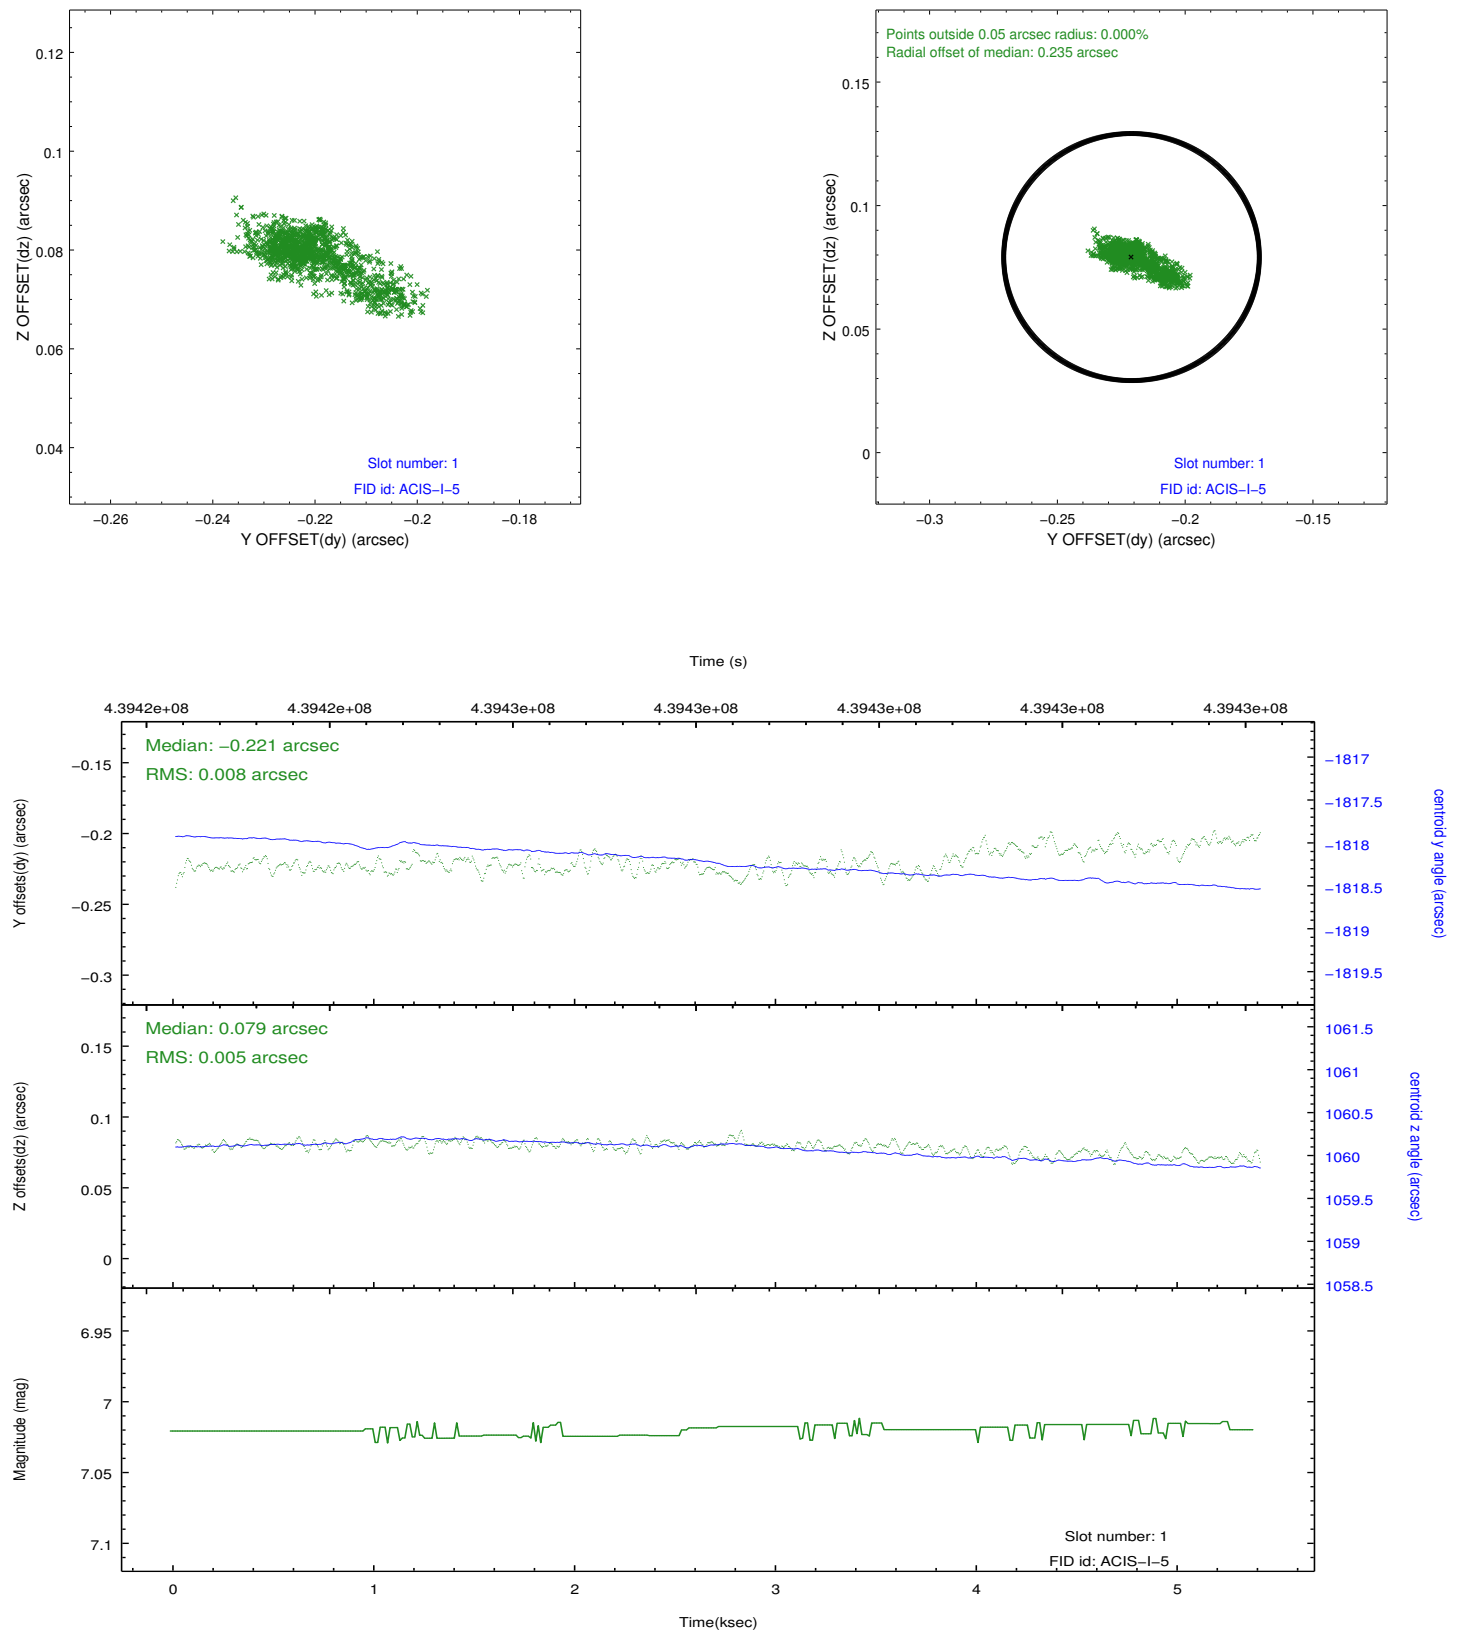 0.12
0.1
0.08
0.06
0.04
Z OFFSET(dz) (arcsec)
Slot number: 1
FID id: ACIS−I−5
−0.26
−0.24
−0.22
−0.2
−0.18
Y OFFSET(dy) (arcsec)
Points outside 0.05 arcsec radius: 0.000%
Radial offset of median: 0.235 arcsec
0.15
0.1
0.05
0
Z OFFSET(dz) (arcsec)
Slot number: 1
FID id: ACIS−I−5
−0.3
−0.25
−0.2
−0.15
Y OFFSET(dy) (arcsec)
Time (s)
4.3942e+08
4.3942e+08
4.3943e+08
4.3943e+08
4.3943e+08
4.3943e+08
4.3943e+08
Median: −0.221 arcsec
RMS: 0.008 arcsec
−0.15
−0.2
−0.25
−0.3
Y offsets(dy) (arcsec)
−1817
−1817.5
−1818
−1818.5
−1819
−1819.5
centroid y angle (arcsec)
Median: 0.079 arcsec
RMS: 0.005 arcsec
0.15
0.1
0.05
0
Z offsets(dz) (arcsec)
1061.5
1061
1060.5
1060
1059.5
1059
1058.5
centroid z angle (arcsec)
6.95
7
7.05
7.1
Magnitude (mag)
Slot number: 1
FID id: ACIS−I−5
0
1
2
3
4
5
Time(ksec)